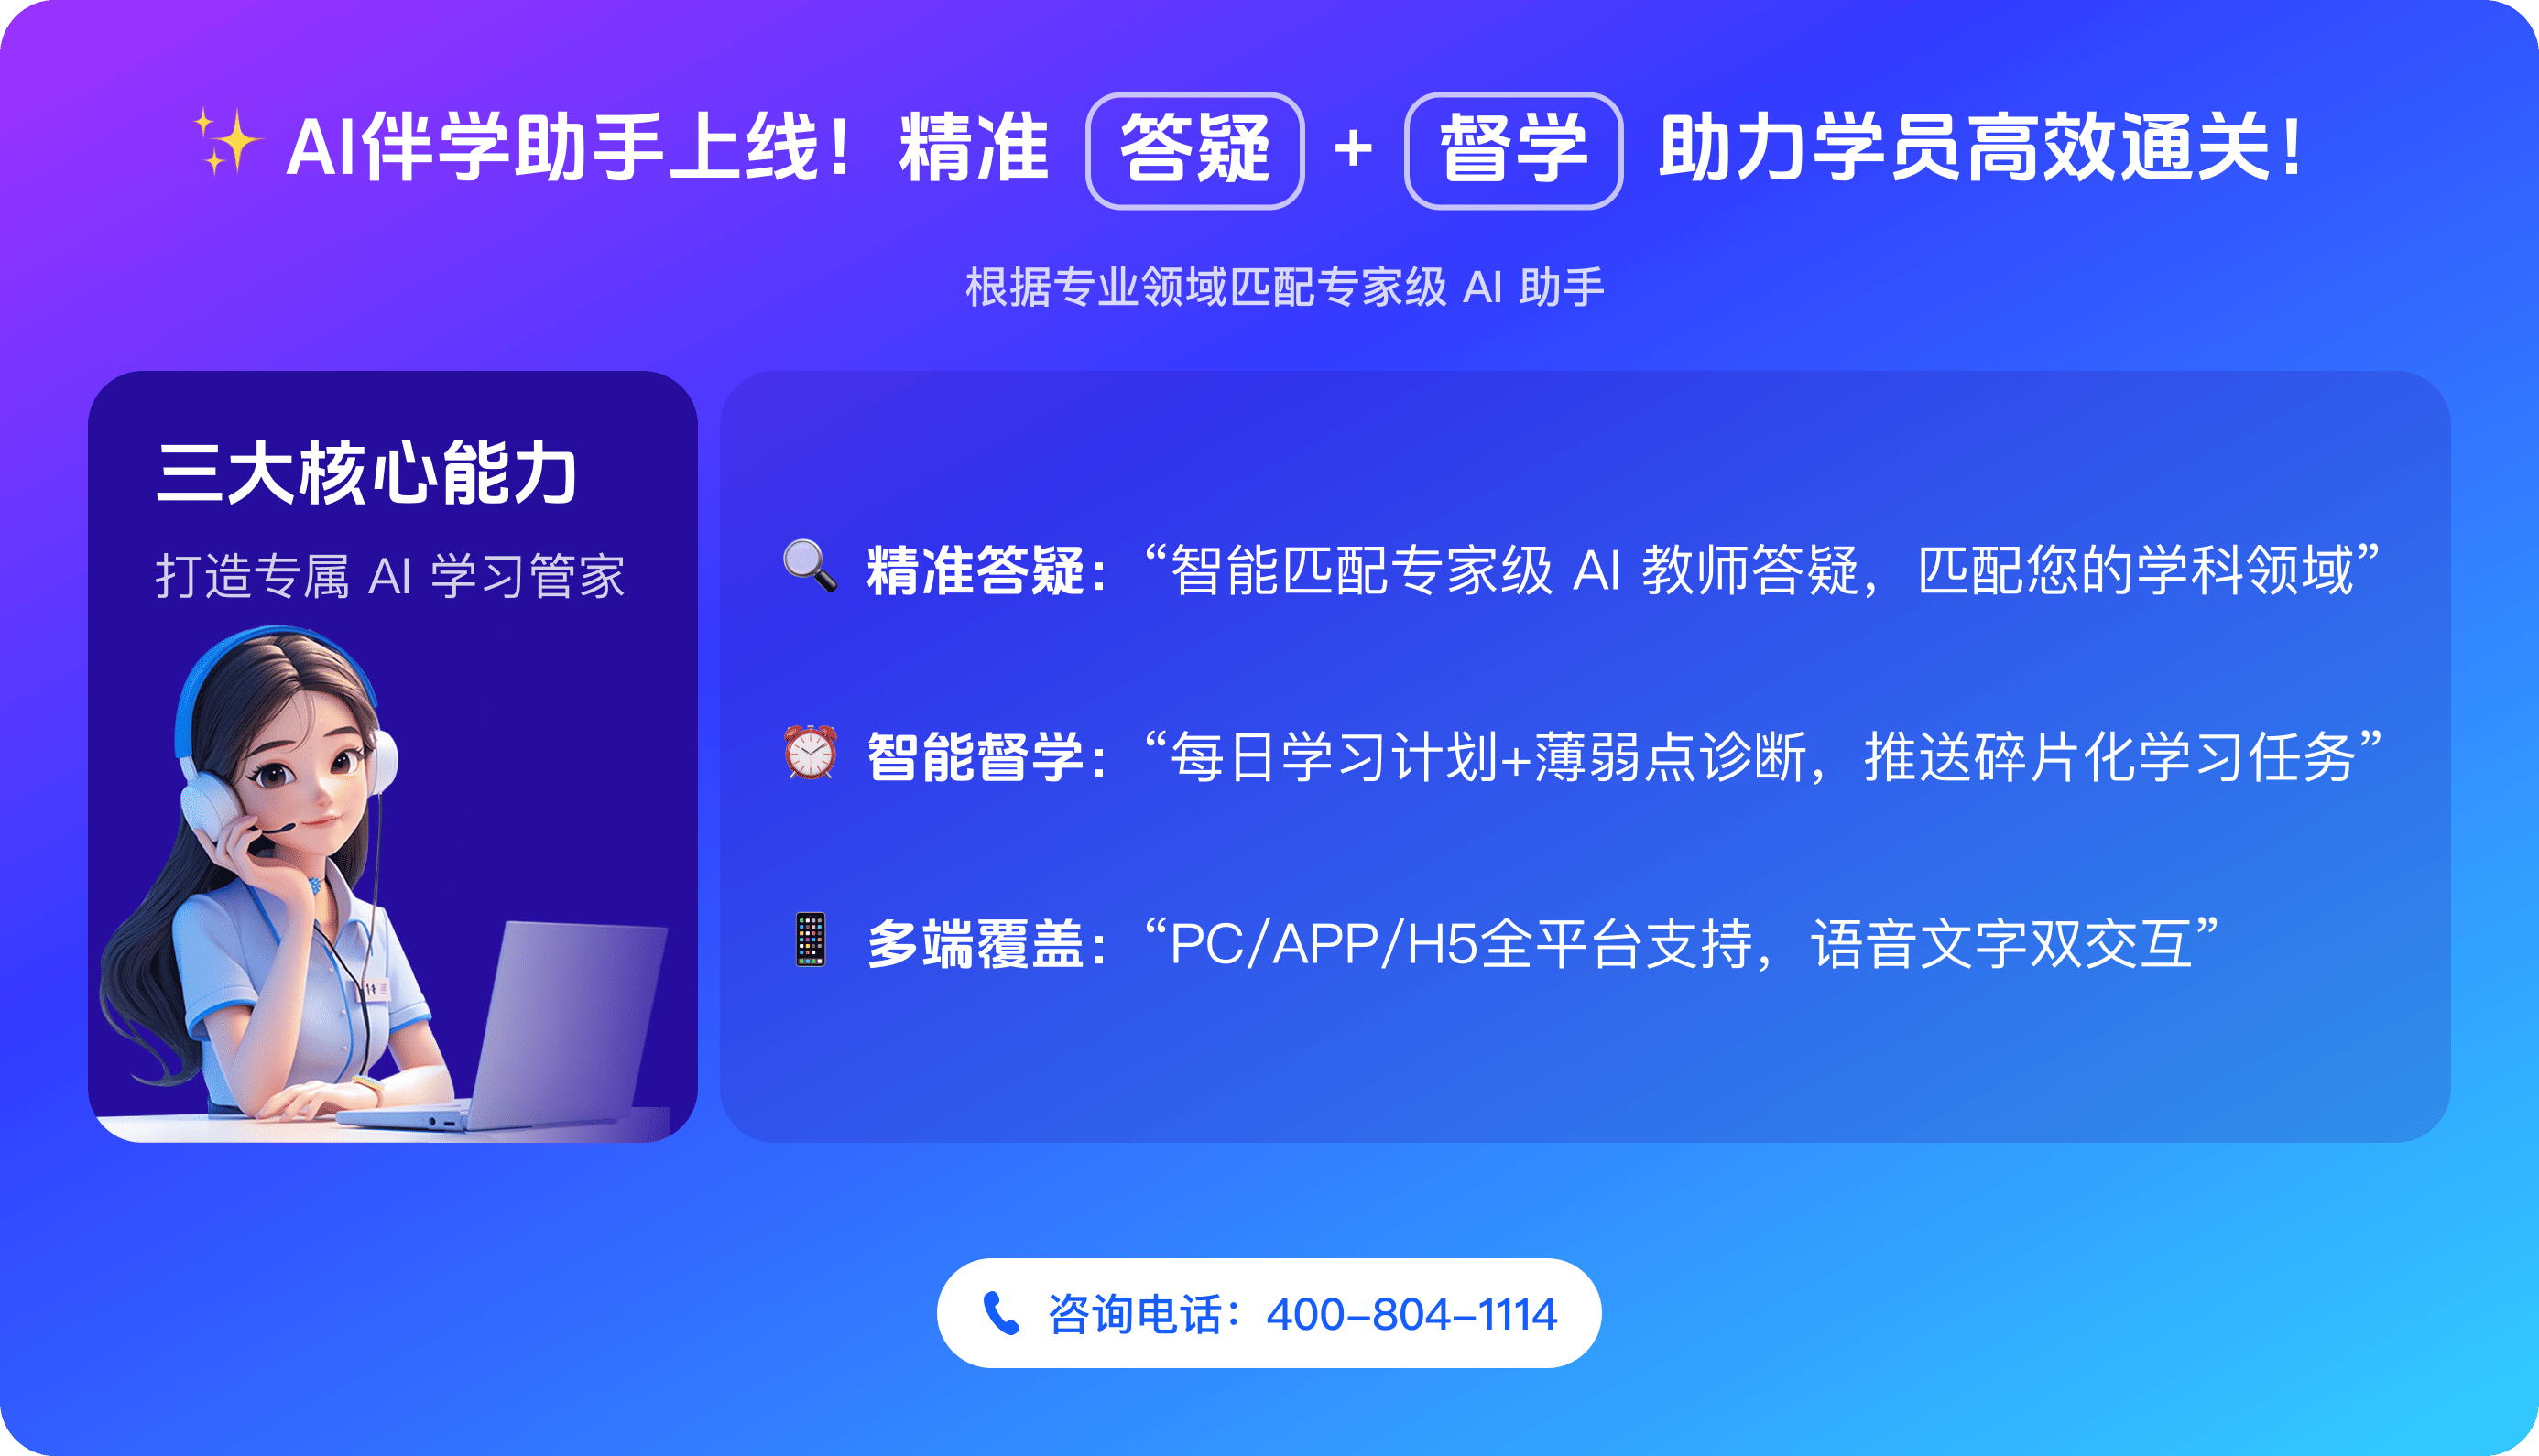 AI伴学助手上线！ 精准 答疑 + 督学 助力学员高效通关！
根据专业领域匹配专家级 AI 助手
三大核心能力
打造专属 AI 学习管家
精准答疑：“智能匹配专家级 AI 教师答疑，匹配您的学科领域”
智能督学：“每日学习计划+薄弱点诊断，推送碎片化学习任务”
多端覆盖：“PC/APP/H5全平台支持，语音文字双交互”
咨询电话：400-804-1114